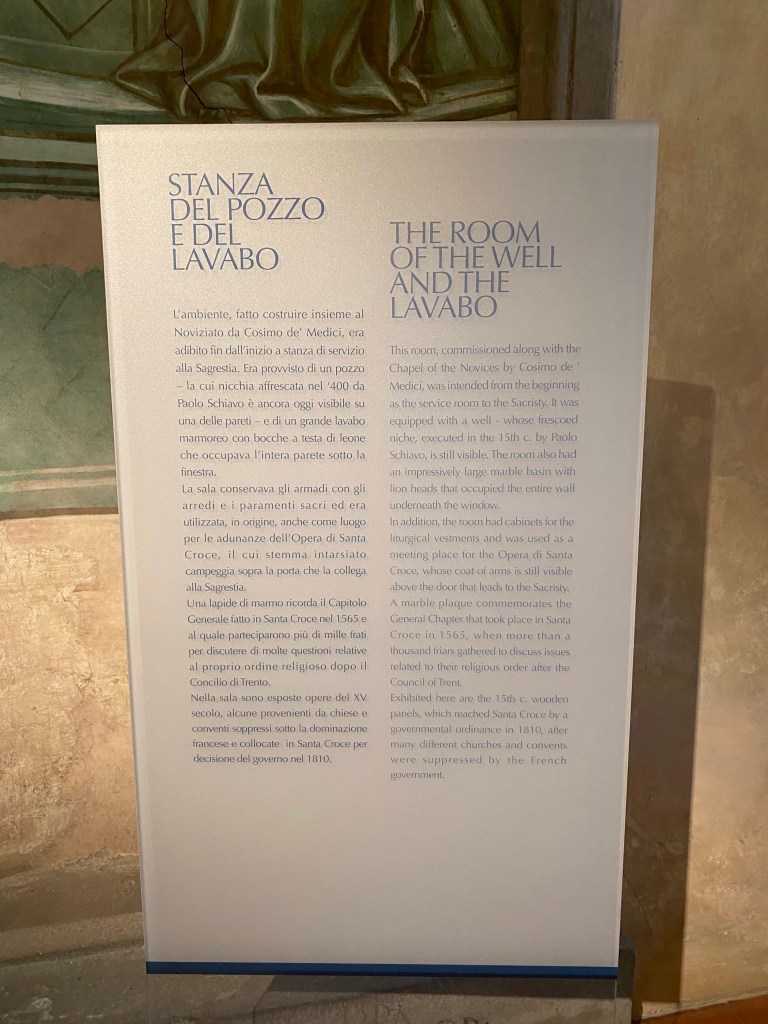 STANZA
DEL POZZO
E DEL
LAVABO
L'ambiente, fatto costruire insieme al
Noviziato da Cosimo de' Medici, era
adibito fin dall'inizio a stanza di servizio
alla Sagrestia. Era provvisto di un pozzo
– la cui nicchia affrescata nel '400 da
Paolo Schiavo è ancora oggi visibile su
una delle pareti – e di un grande lavabo
marmoreo con bocche a testa di leone
che occupava l'intera parete sotto la
finestra.
La sala conservava gli armadi con gli
arredi e i paramenti sacri ed era
utilizzata, in origine, anche come luogo
per le adunanze dell'Opera di Santa
Croce, il cui stemma intarsiato
campeggia sopra la porta che la collega
alla Sagrestia.
Una lapide di marmo ricorda il Capitolo
Generale fatto in Santa Croce nel 1565 e
al quale parteciparono più di mille frati
per discutere di molte questioni relative
al proprio ordine religioso dopo il
Concilio di Trento.
Nella sala sono esposte opere del XV
secolo, alcune provenienti da chiese e
conventi soppressi sotto la dominazione
francese e collocate in Santa Croce per
decisione del governo nel 1810.
THE ROOM
OF THE WELL
AND THE
LAVABO
This room, commissioned along with the
Chapel of the Novices by Cosimo de '
Medici, was intended from the beginning
as the service room to the Sacristy. It was
equipped with a well - whose frescoed
niche, executed in the 15th c. by Paolo
Schiavo, is still visible. The room also had
an impressively large marble basin with
lion heads that occupied the entire wall
underneath the window.
In addition, the room had cabinets for the
liturgical vestments and was used as a
meeting place for the Opera di Santa
Croce, whose coat of arms is still visible
above the door that leads to the Sacristy.
A marble plaque commemorates the
General Chapter that took place in Santa
Croce in 1565, when more than a
thousand friars gathered to discuss issues
related to their religious order after the
Council of Trent.
Exhibited here are the 15th c. wooden
panels, which reached Santa Croce by a
governmental ordinance in 1810, after
many different churches and convents
were suppressed by the French
government.